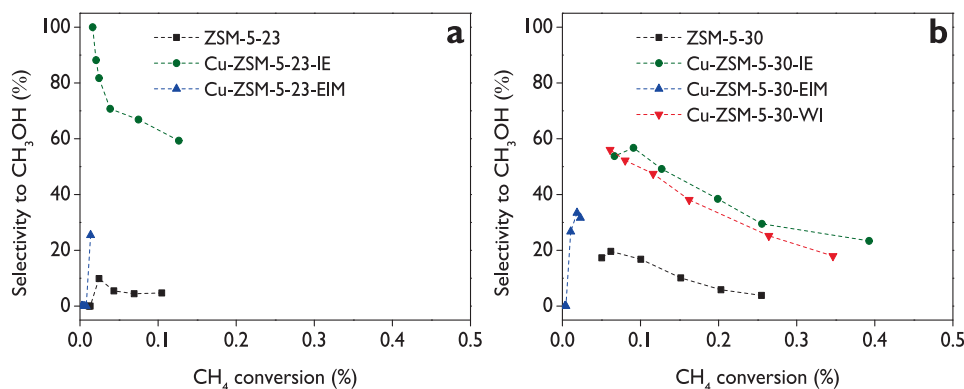 a
ZSM-5-23
Cu-ZSM-5-23-IE
Cu-ZSM-5-23-EIM
Selectivity to CH₃OH (%)
100
80
60
40
20
0
0.0 0.1 0.2 0.3 0.4 0.5
CH₄ conversion (%)
b
ZSM-5-30
Cu-ZSM-5-30-IE
Cu-ZSM-5-30-EIM
Cu-ZSM-5-30-WI
Selectivity to CH₃OH (%)
100
80
60
40
20
0
0.0 0.1 0.2 0.3 0.4 0.5
CH₄ conversion (%)